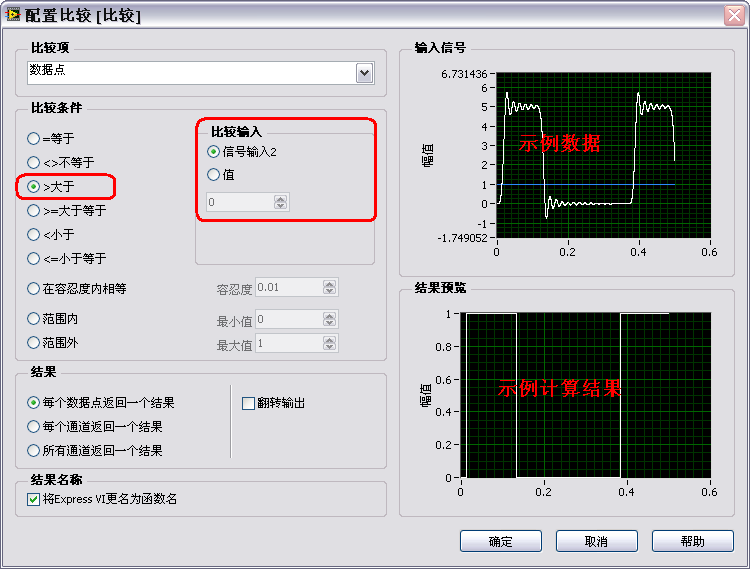 配置比较 [比较]
比较项
数据点
比较条件
=等于
<>不等于
>大于
>=大于等于
<小于
<=小于等于
在容忍度内相等
范围内
范围外
比较输入
信号输入2
值
0
容忍度 0.01
最小值 0
最大值 1
结果
每个数据点返回一个结果
每个通道返回一个结果
所有通道返回一个结果
翻转输出
结果名称
将Express VI更名为函数名
输入信号
6.731436
6
5
4
3
2
1
0
-1.749052
幅值
示例数据
0 0.2 0.4 0.6
结果预览
1
0.8
0.6
0.4
0.2
0
幅值
示例计算结果
0 0.2 0.4 0.6
确定 取消 帮助